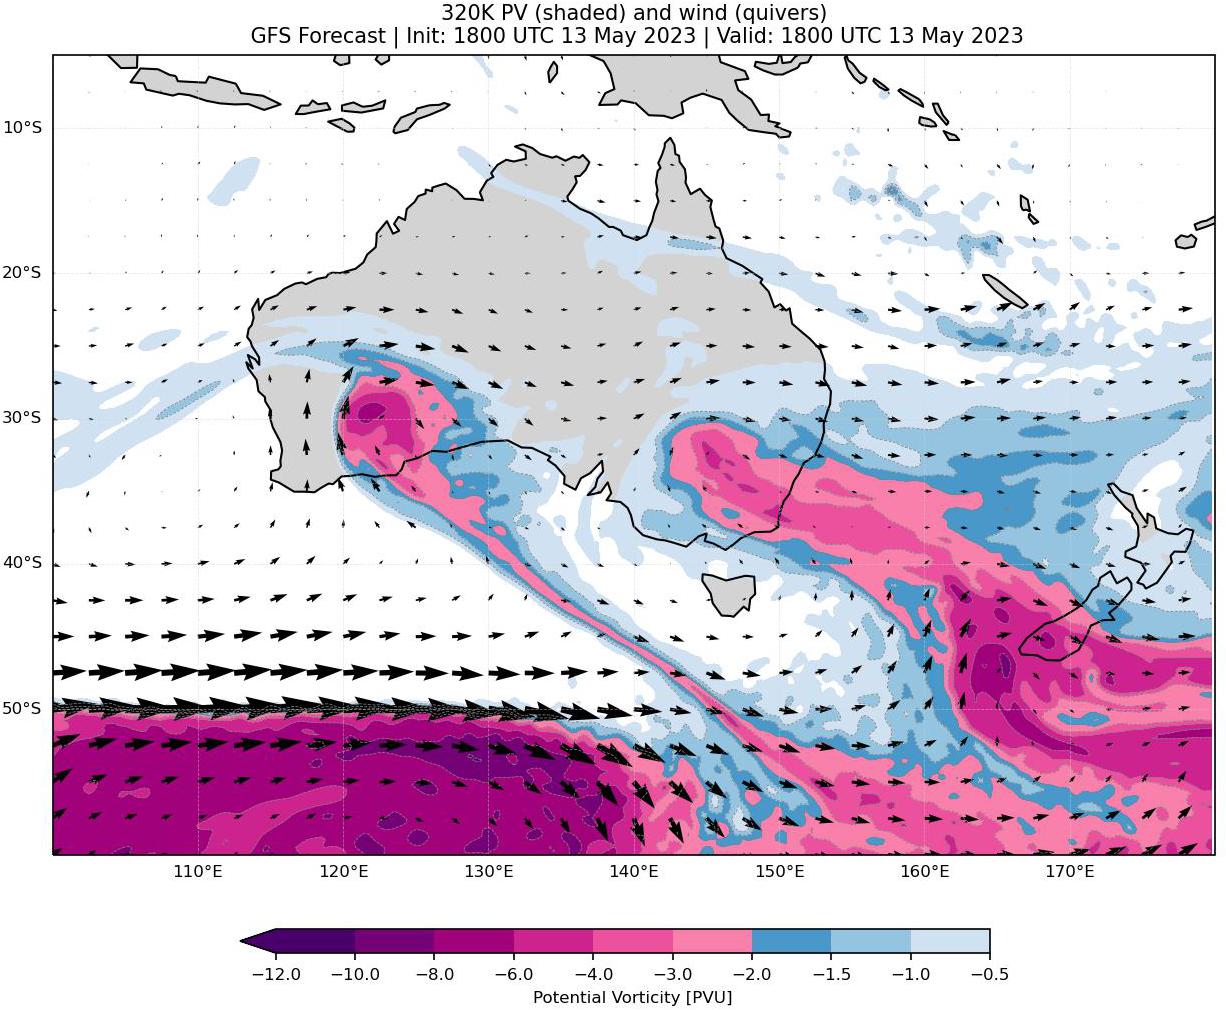 320K PV (shaded) and wind (quivers)
GFS Forecast | Init: 1800 UTC 13 May 2023 | Valid: 1800 UTC 13 May 2023
10°S
20°S
30°S
40°S
50°S
110°E 120°E 130°E 140°E 150°E 160°E 170°E
−12.0 −10.0 −8.0 −6.0 −4.0 −3.0 −2.0 −1.5 −1.0 −0.5
Potential Vorticity [PVU]